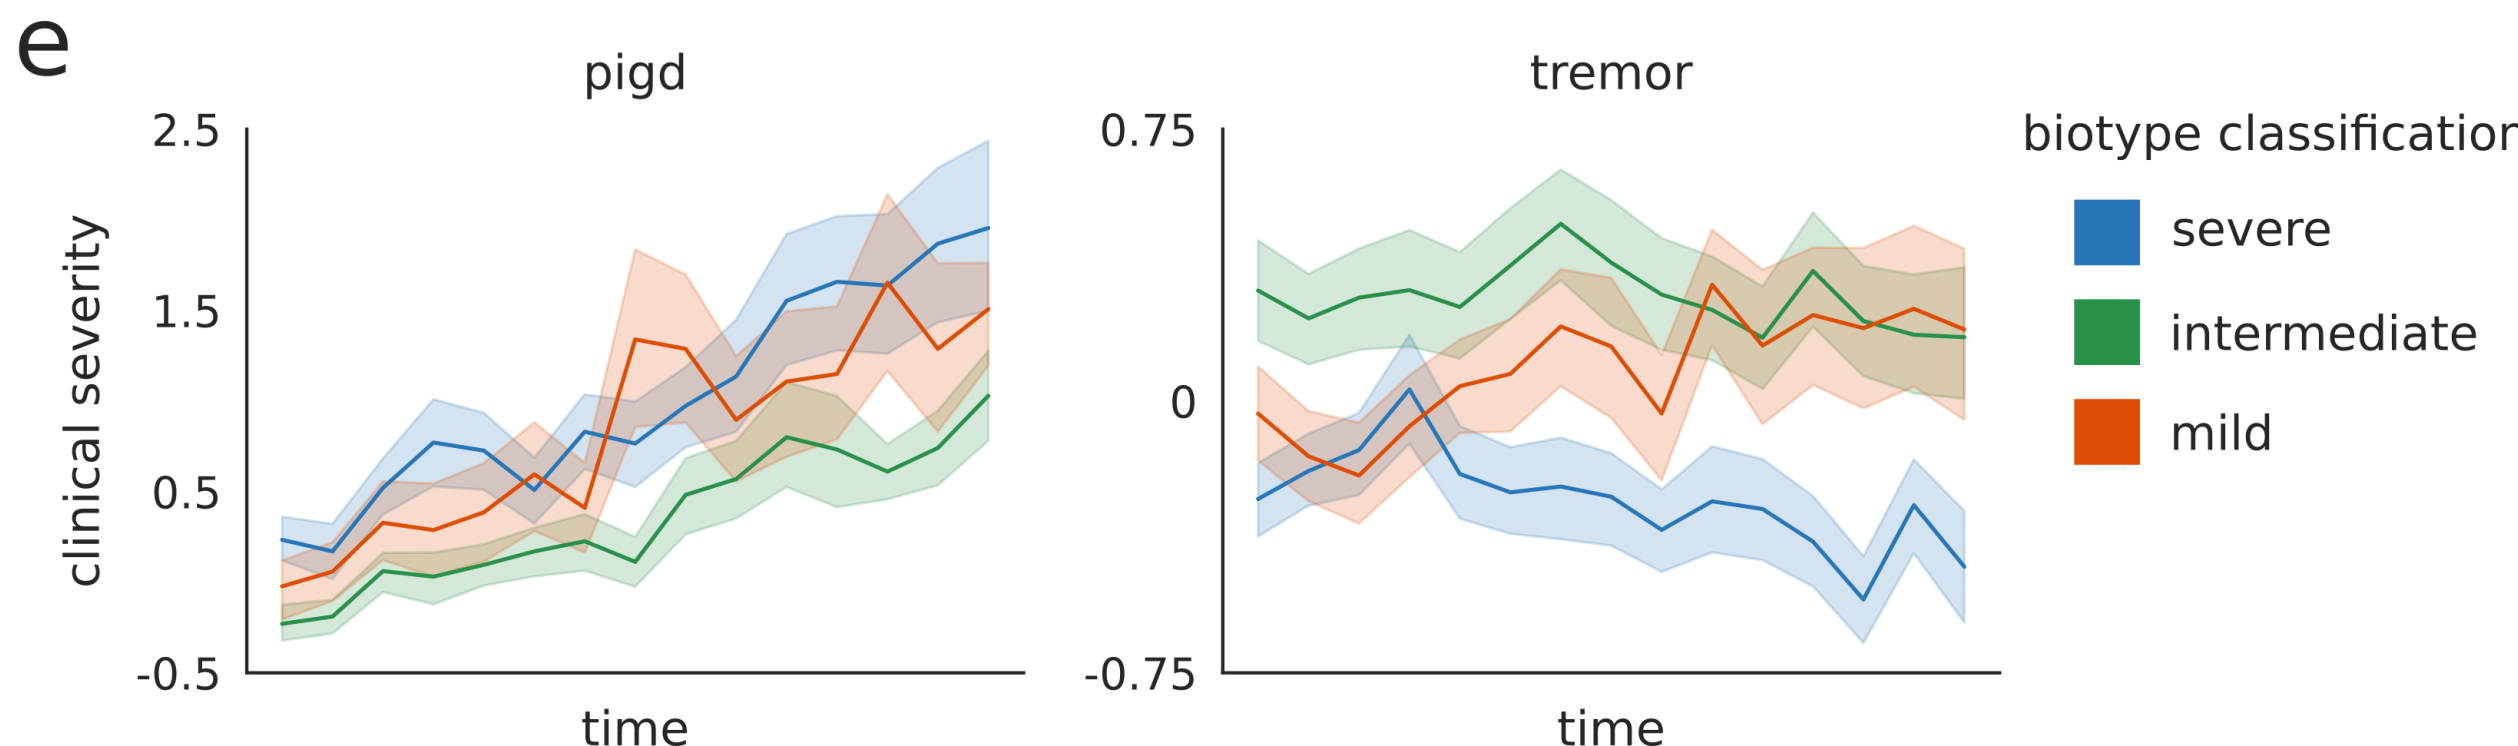 e
pigd
tremor
2.5
1.5
0.5
-0.5
clinical severity
time
0.75
0
-0.75
time
biotype classification
severe
intermediate
mild